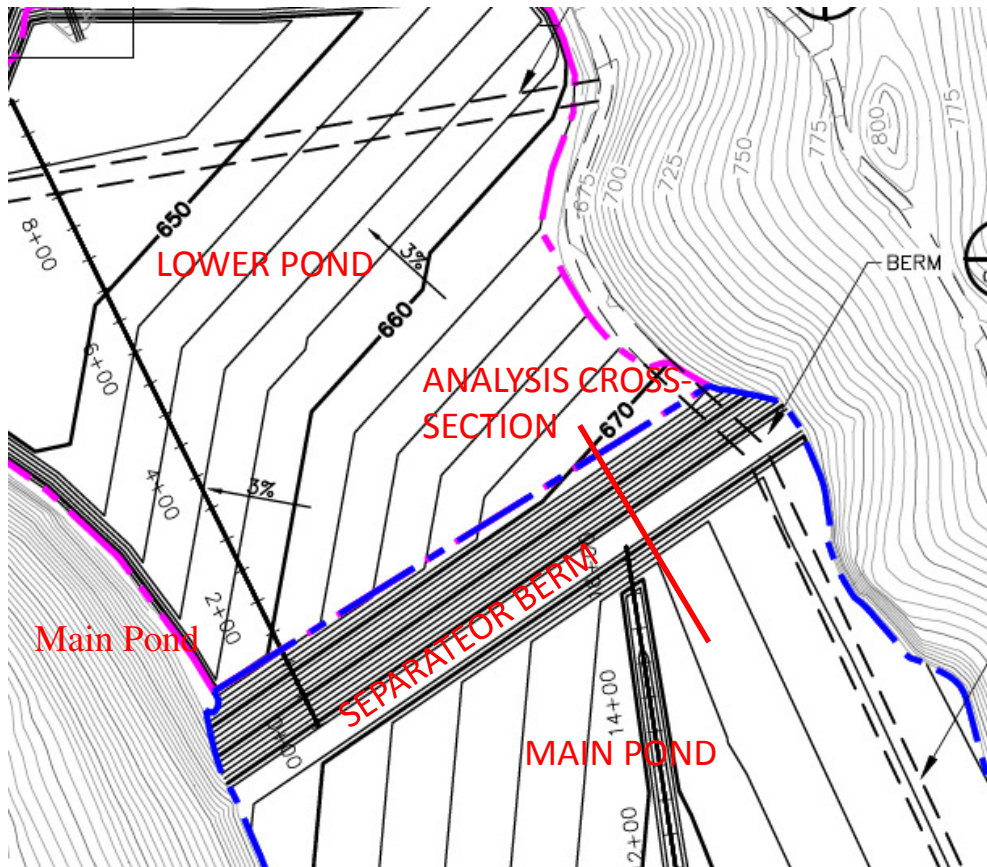 800
775
775
750
725
700
675
650
8+00
LOWER POND
3%
BERM
660
6+00
ANALYSIS CROSS-
SECTION
670
4+00
3%
2+00
Main Pond
SEPARATEOR BERM
0+00
14+00
MAIN POND
2+00